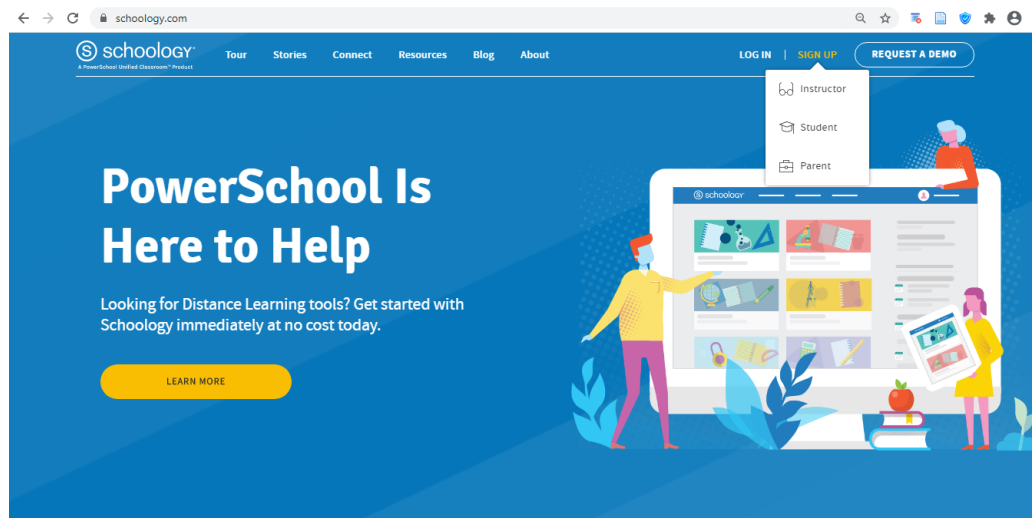 schoology.com
S schoology
A PowerSchool Unified Classroom™ Product
Tour Stories Connect Resources Blog About
LOG IN | SIGN UP REQUEST A DEMO
Instructor
Student
Parent
PowerSchool Is
Here to Help
Looking for Distance Learning tools? Get started with
Schoology immediately at no cost today.
LEARN MORE
S schoology